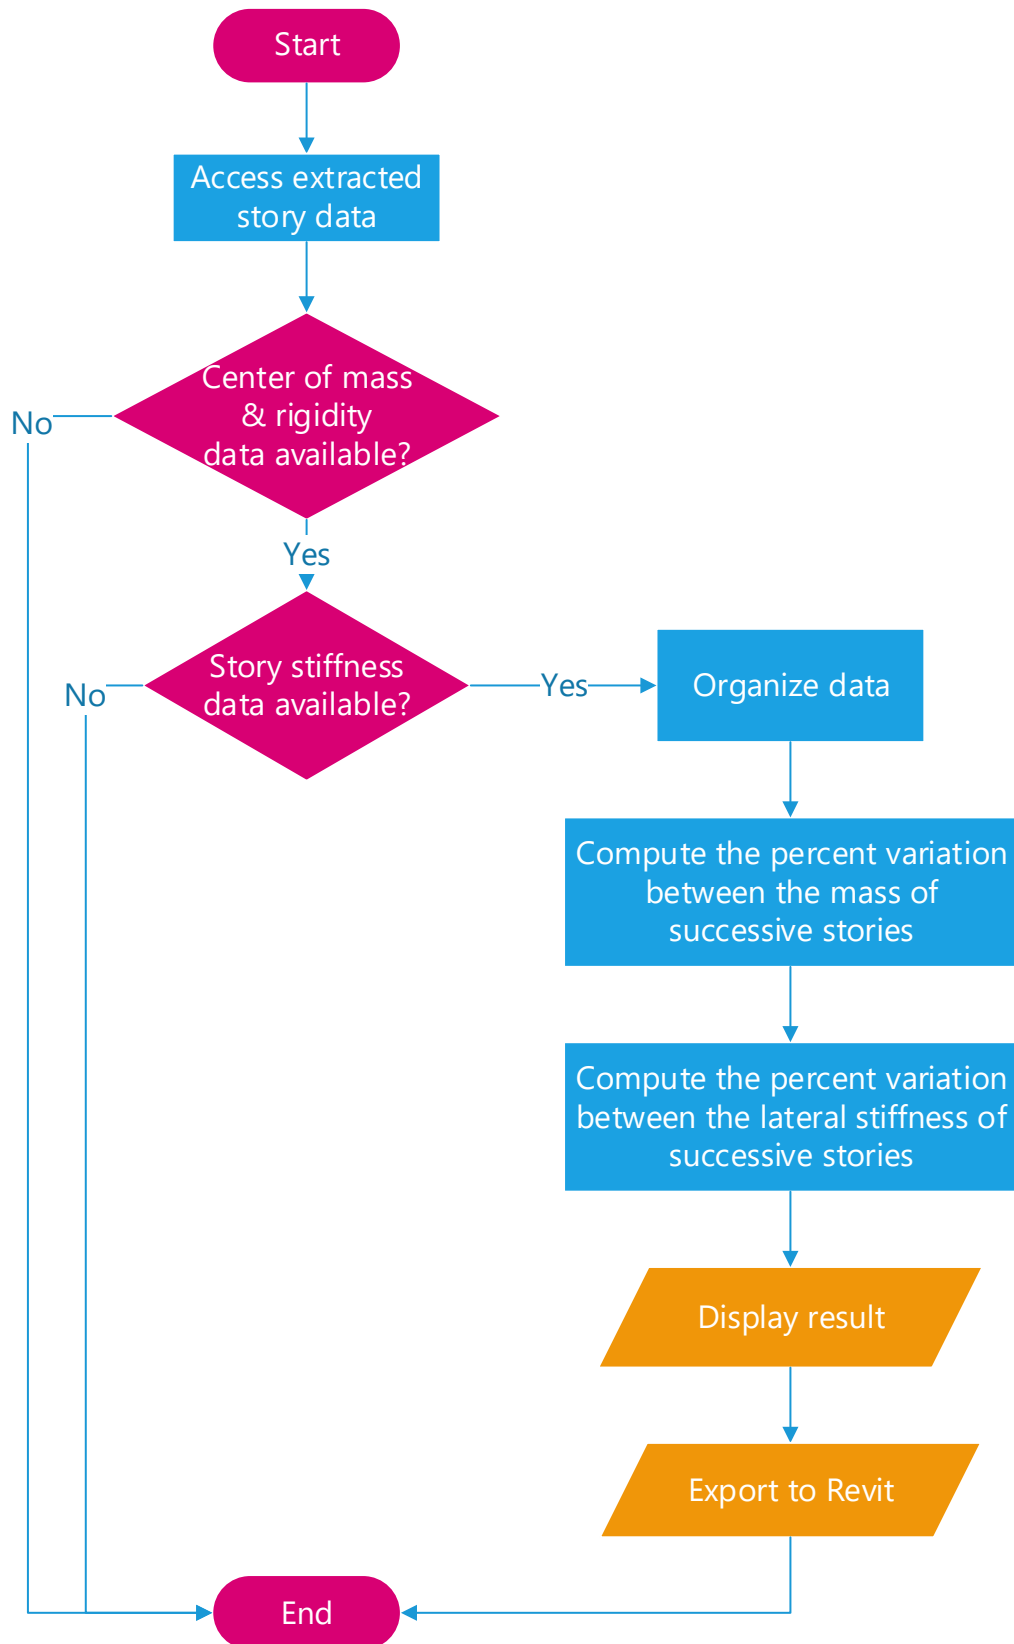 Start
Access extracted
story data
Center of mass
& rigidity
data available?
No
Yes
Story stiffness
data available?
No
Yes
Organize data
Compute the percent variation
between the mass of
successive stories
Compute the percent variation
between the lateral stiffness of
successive stories
Display result
Export to Revit
End